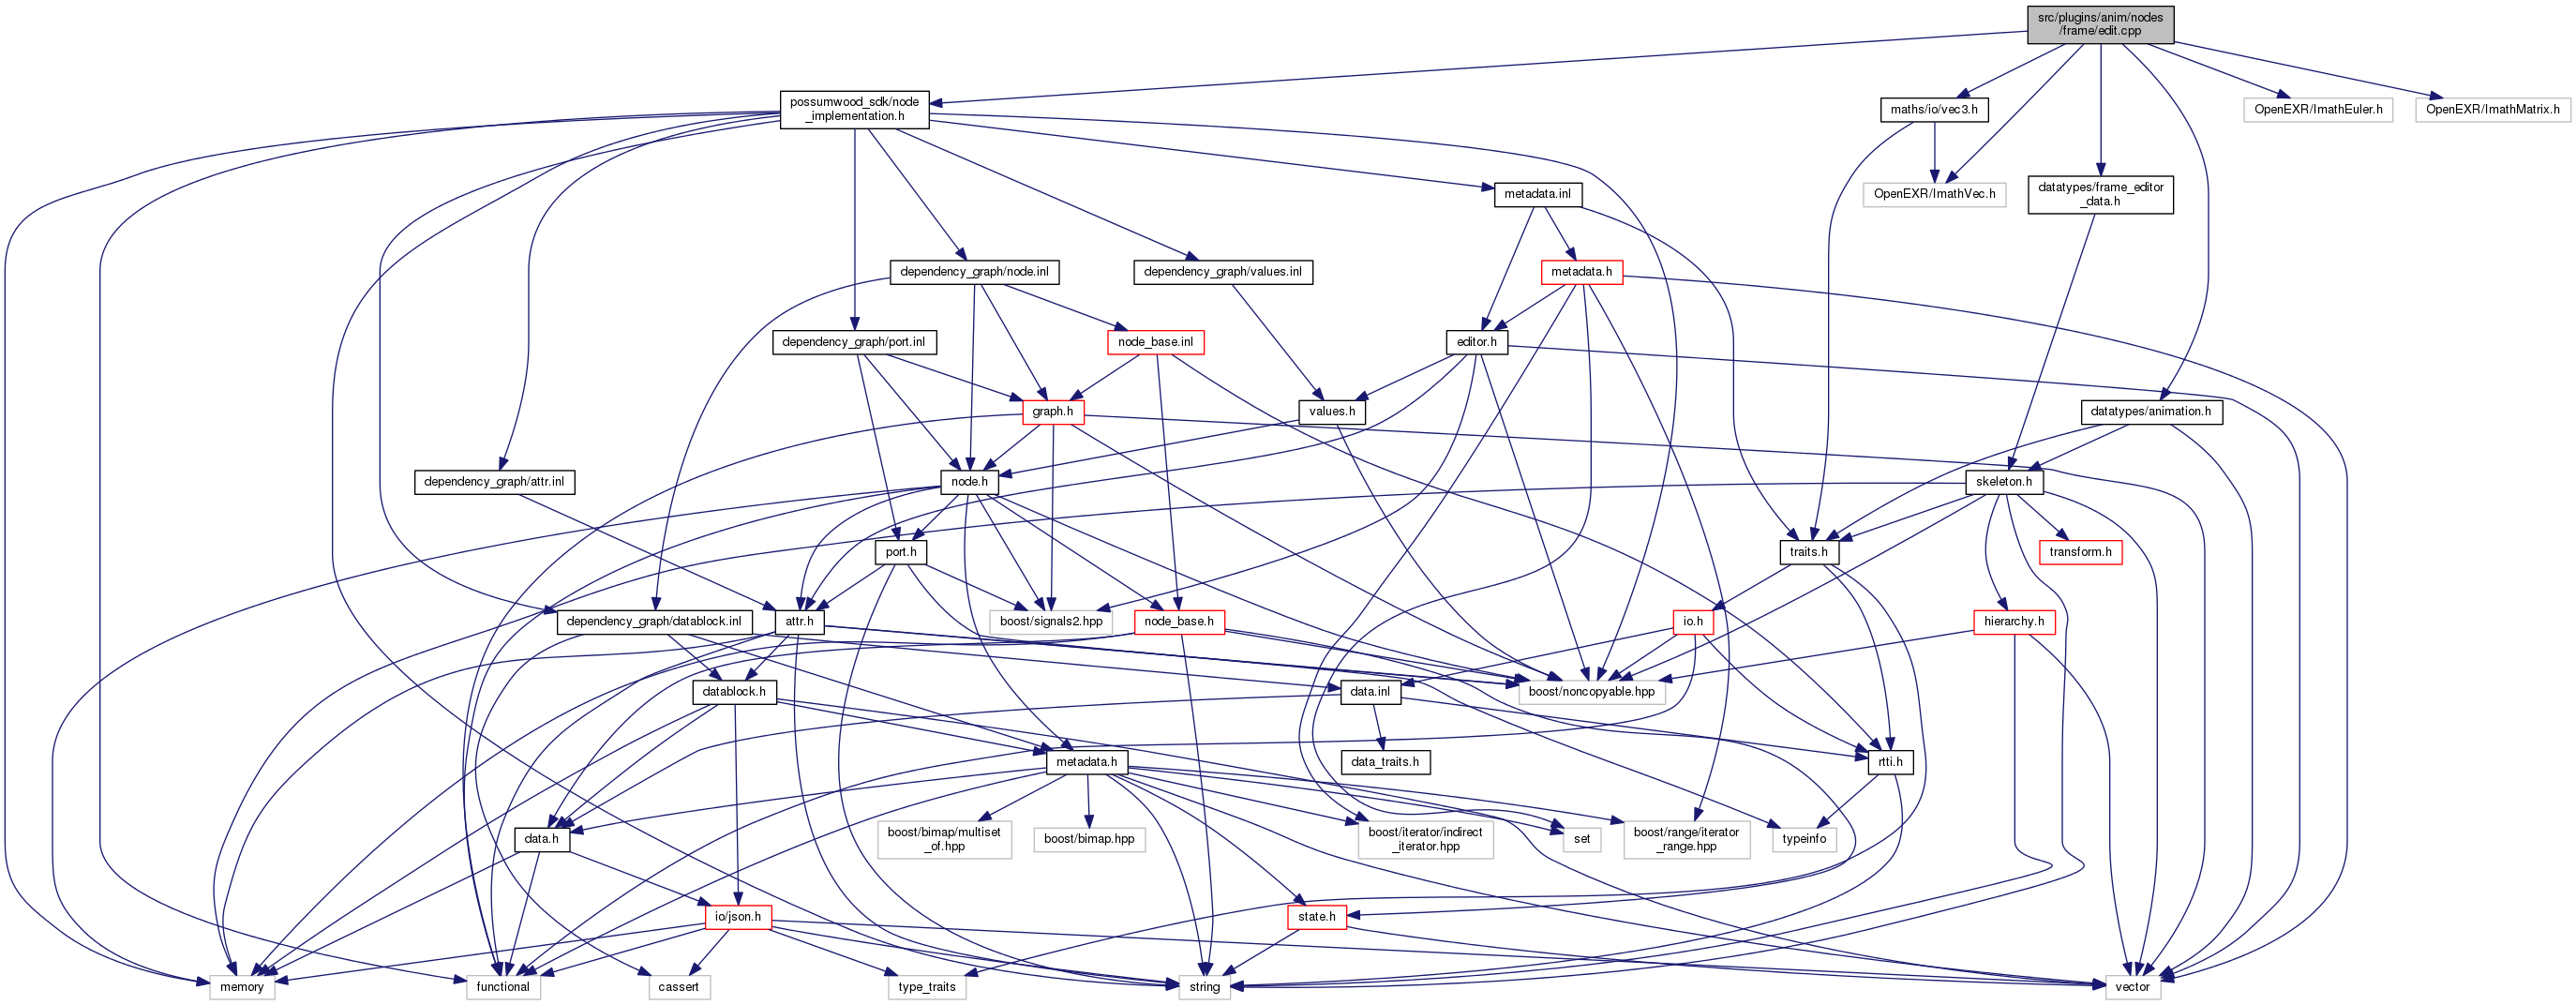 src/plugins/anim/nodes
/frame/edit.cpp
possumwood_sdk/node
_implementation.h
maths/io/vec3.h
OpenEXR/ImathEuler.h
OpenEXR/ImathMatrix.h
metadata.inl
OpenEXR/ImathVec.h
datatypes/frame_editor
_data.h
dependency_graph/node.inl
dependency_graph/values.inl
metadata.h
dependency_graph/port.inl
node_base.inl
editor.h
graph.h
values.h
datatypes/animation.h
dependency_graph/attr.inl
node.h
skeleton.h
port.h
traits.h
transform.h
dependency_graph/datablock.inl
attr.h
boost/signals2.hpp
node_base.h
io.h
hierarchy.h
datablock.h
data.inl
boost/noncopyable.hpp
metadata.h
data_traits.h
rtti.h
data.h
boost/bimap/multiset
_of.hpp
boost/bimap.hpp
boost/iterator/indirect
_iterator.hpp
set
boost/range/iterator
_range.hpp
typeinfo
io/json.h
state.h
memory
functional
cassert
type_traits
string
vector